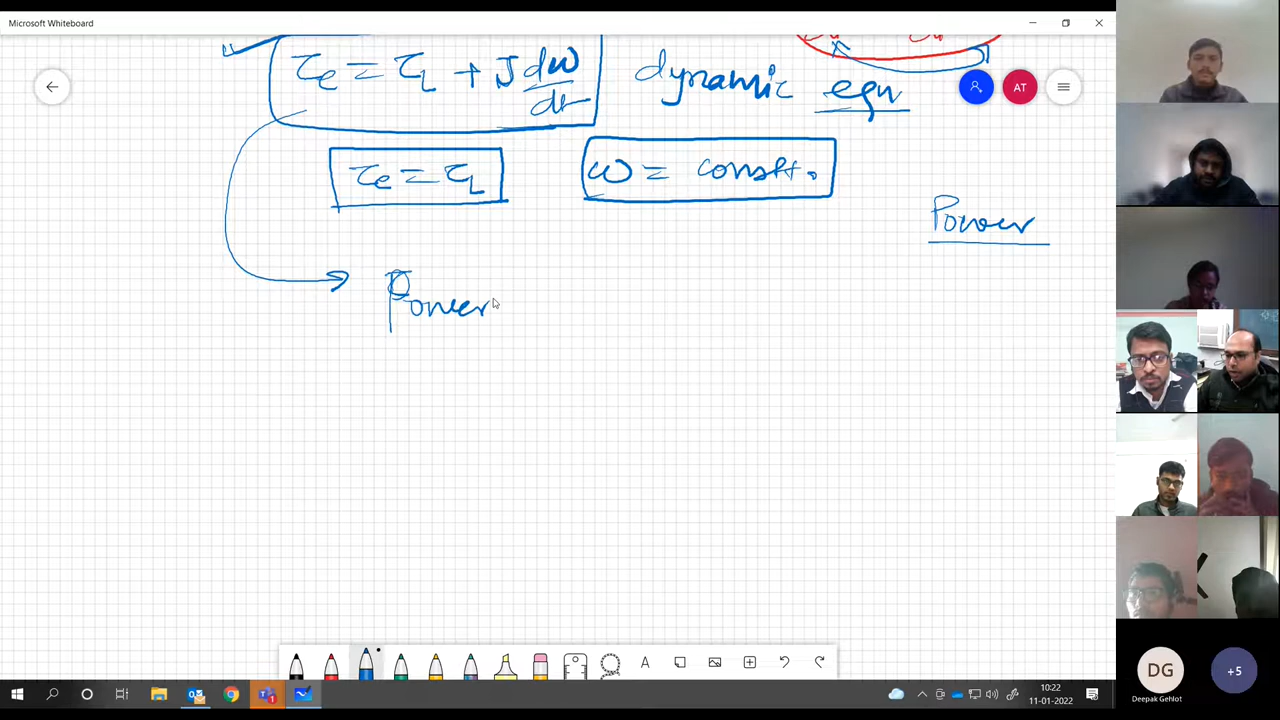 Microsoft Whiteboard
τe = τL + J dω/dt dynamic eqn
AT
τe = τL ω = constt.
Power
Power
A
DG
+5
Deepak Gehlot
10:22
11-01-2022